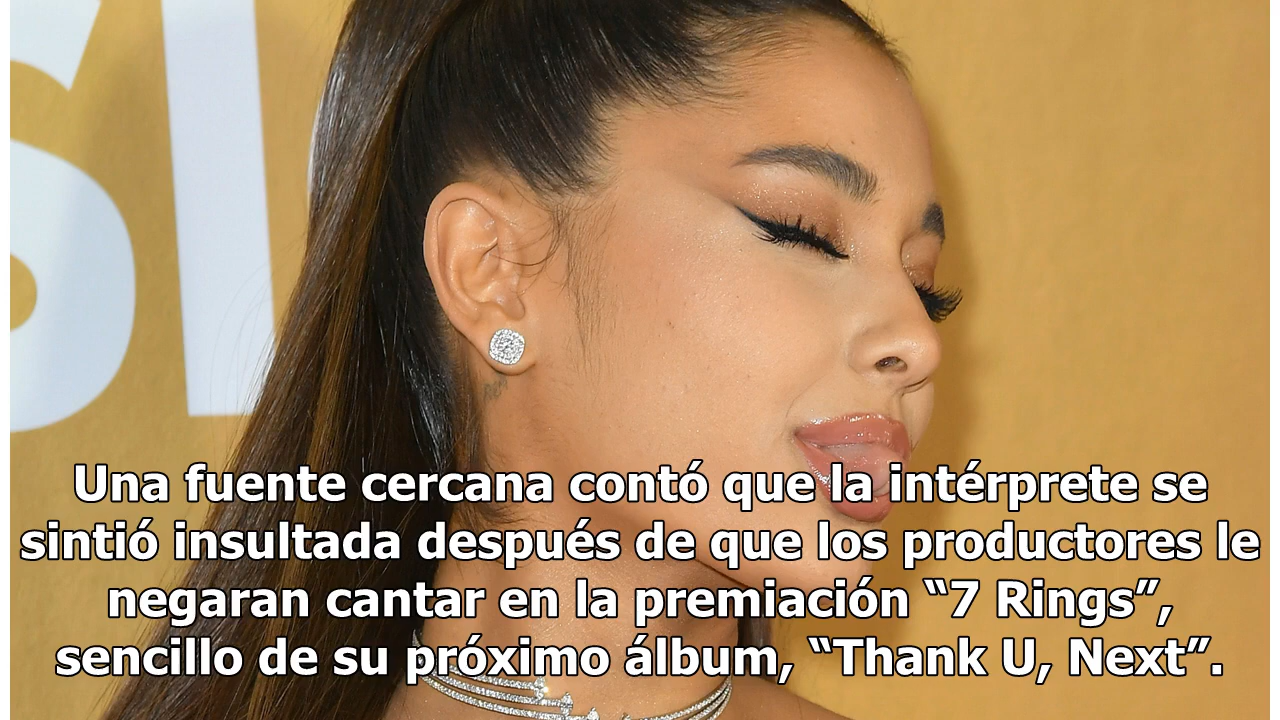 SI
Una fuente cercana contó que la intérprete se
sintió insultada después de que los productores le
negaran cantar en la premiación “7 Rings”,
sencillo de su próximo álbum, “Thank U, Next”.